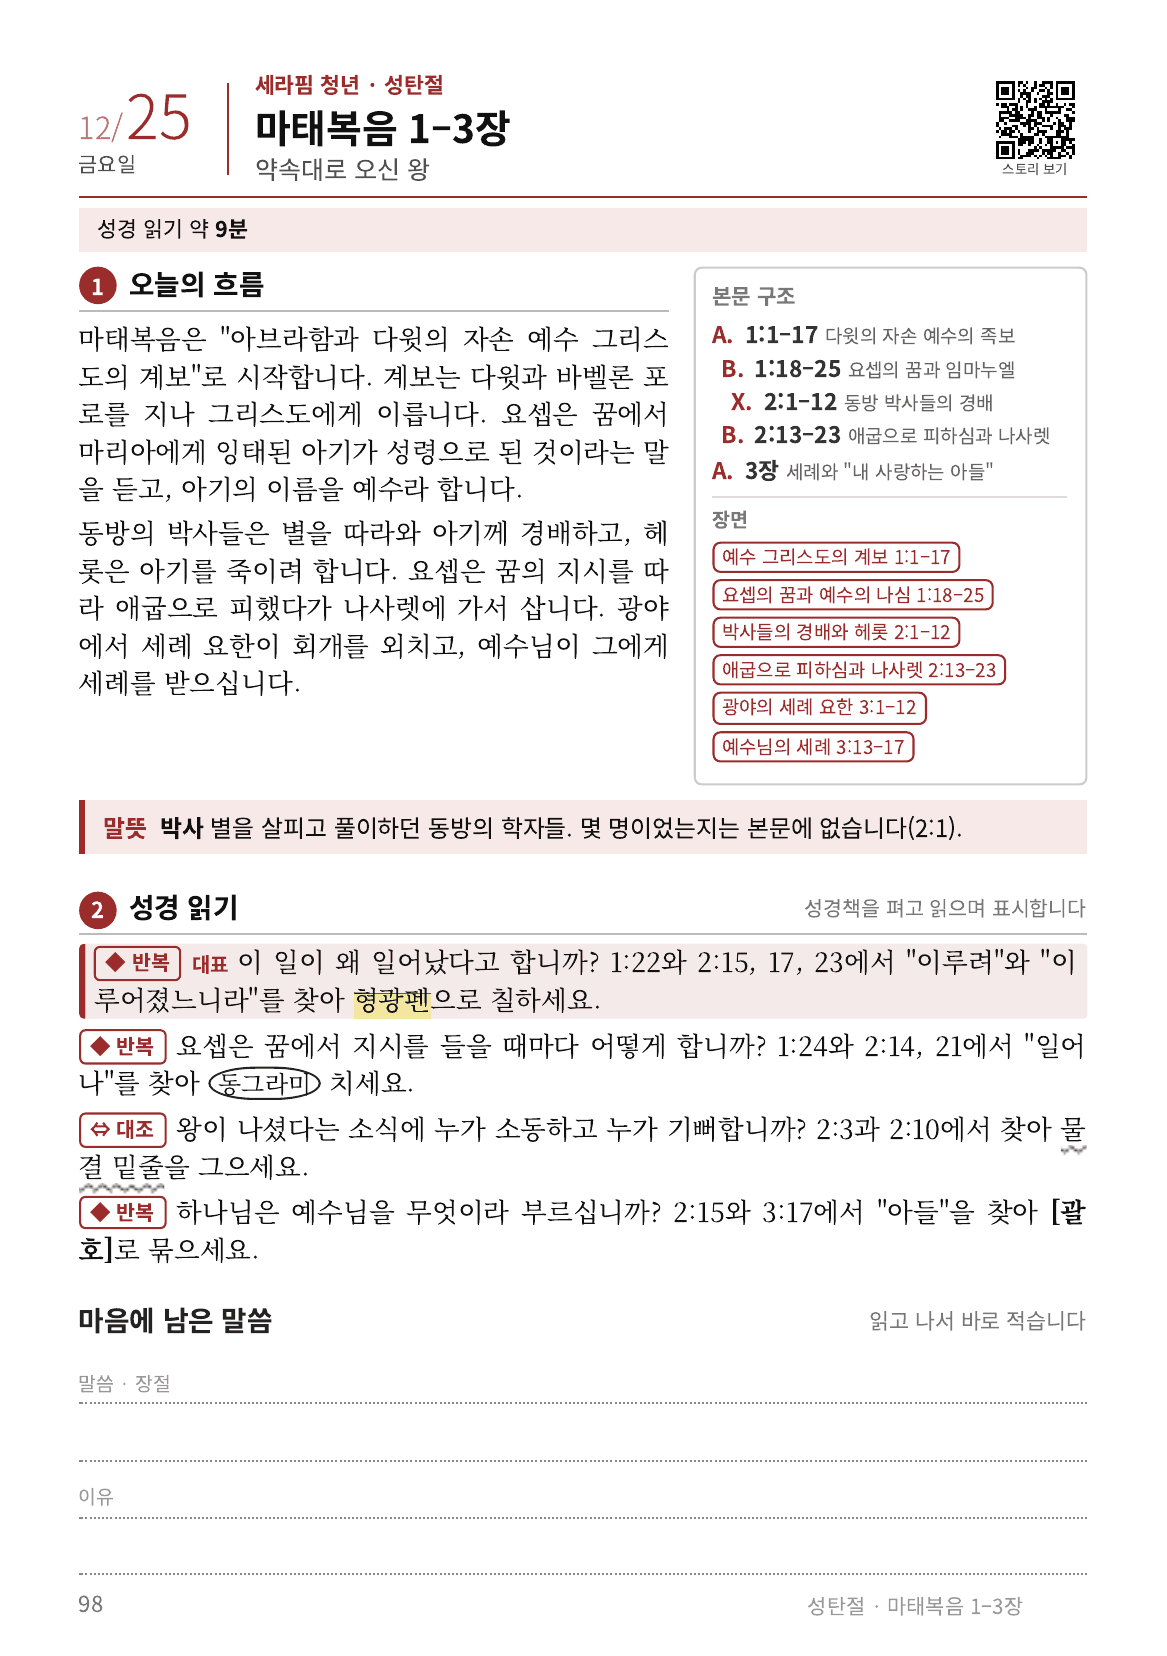 12/25
금요일
세라핌 청년 · 성탄절
마태복음 1–3장
약속대로 오신 왕
스토리 보기
성경 읽기 약 9분
1 오늘의 흐름
마태복음은 "아브라함과 다윗의 자손 예수 그리스
도의 계보"로 시작합니다. 계보는 다윗과 바벨론 포
로를 지나 그리스도에게 이릅니다. 요셉은 꿈에서
마리아에게 잉태된 아기가 성령으로 된 것이라는 말
을 듣고, 아기의 이름을 예수라 합니다.
동방의 박사들은 별을 따라와 아기께 경배하고, 헤
롯은 아기를 죽이려 합니다. 요셉은 꿈의 지시를 따
라 애굽으로 피했다가 나사렛에 가서 삽니다. 광야
에서 세례 요한이 회개를 외치고, 예수님이 그에게
세례를 받으십니다.
본문 구조
A. 1:1–17 다윗의 자손 예수의 족보
B. 1:18–25 요셉의 꿈과 임마누엘
X. 2:1–12 동방 박사들의 경배
B. 2:13–23 애굽으로 피하심과 나사렛
A. 3장 세례와 "내 사랑하는 아들"
장면
예수 그리스도의 계보 1:1–17
요셉의 꿈과 예수의 나심 1:18–25
박사들의 경배와 헤롯 2:1–12
애굽으로 피하심과 나사렛 2:13–23
광야의 세례 요한 3:1–12
예수님의 세례 3:13–17
말뜻 박사 별을 살피고 풀이하던 동방의 학자들. 몇 명이었는지는 본문에 없습니다(2:1).
2 성경 읽기
성경책을 펴고 읽으며 표시합니다
◆ 반복 대표 이 일이 왜 일어났다고 합니까? 1:22와 2:15, 17, 23에서 "이루려"와 "이
루어졌느니라"를 찾아 형광펜으로 칠하세요.
◆ 반복 요셉은 꿈에서 지시를 들을 때마다 어떻게 합니까? 1:24와 2:14, 21에서 "일어
나"를 찾아 동그라미 치세요.
⇔ 대조 왕이 나셨다는 소식에 누가 소동하고 누가 기뻐합니까? 2:3과 2:10에서 찾아 물
결 밑줄을 그으세요.
◆ 반복 하나님은 예수님을 무엇이라 부르십니까? 2:15와 3:17에서 "아들"을 찾아 [괄
호]로 묶으세요.
마음에 남은 말씀
읽고 나서 바로 적습니다
말씀 · 장절
이유
98
성탄절 · 마태복음 1–3장